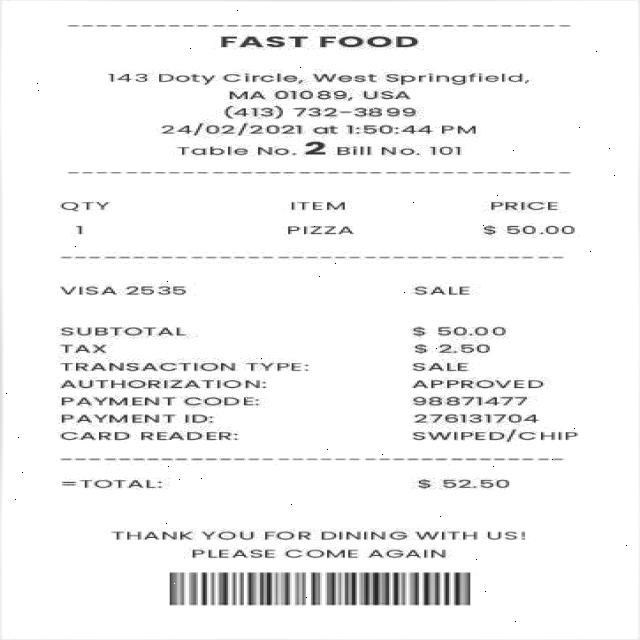 FAST FOOD
143 Doty Circle, West Springfield,
MA 01089, USA
(413) 732-3899
24/02/2021 at 1:50:44 PM
Table No. 2 Bill No. 101
QTY ITEM PRICE
1 PIZZA $ 50.00
VISA 2535 SALE
SUBTOTAL $ 50.00
TAX $ 2.50
TRANSACTION TYPE: SALE
AUTHORIZATION: APPROVED
PAYMENT CODE: 98871477
PAYMENT ID: 276131704
CARD READER: SWIPED/CHIP
=TOTAL: $ 52.50
THANK YOU FOR DINING WITH US!
PLEASE COME AGAIN